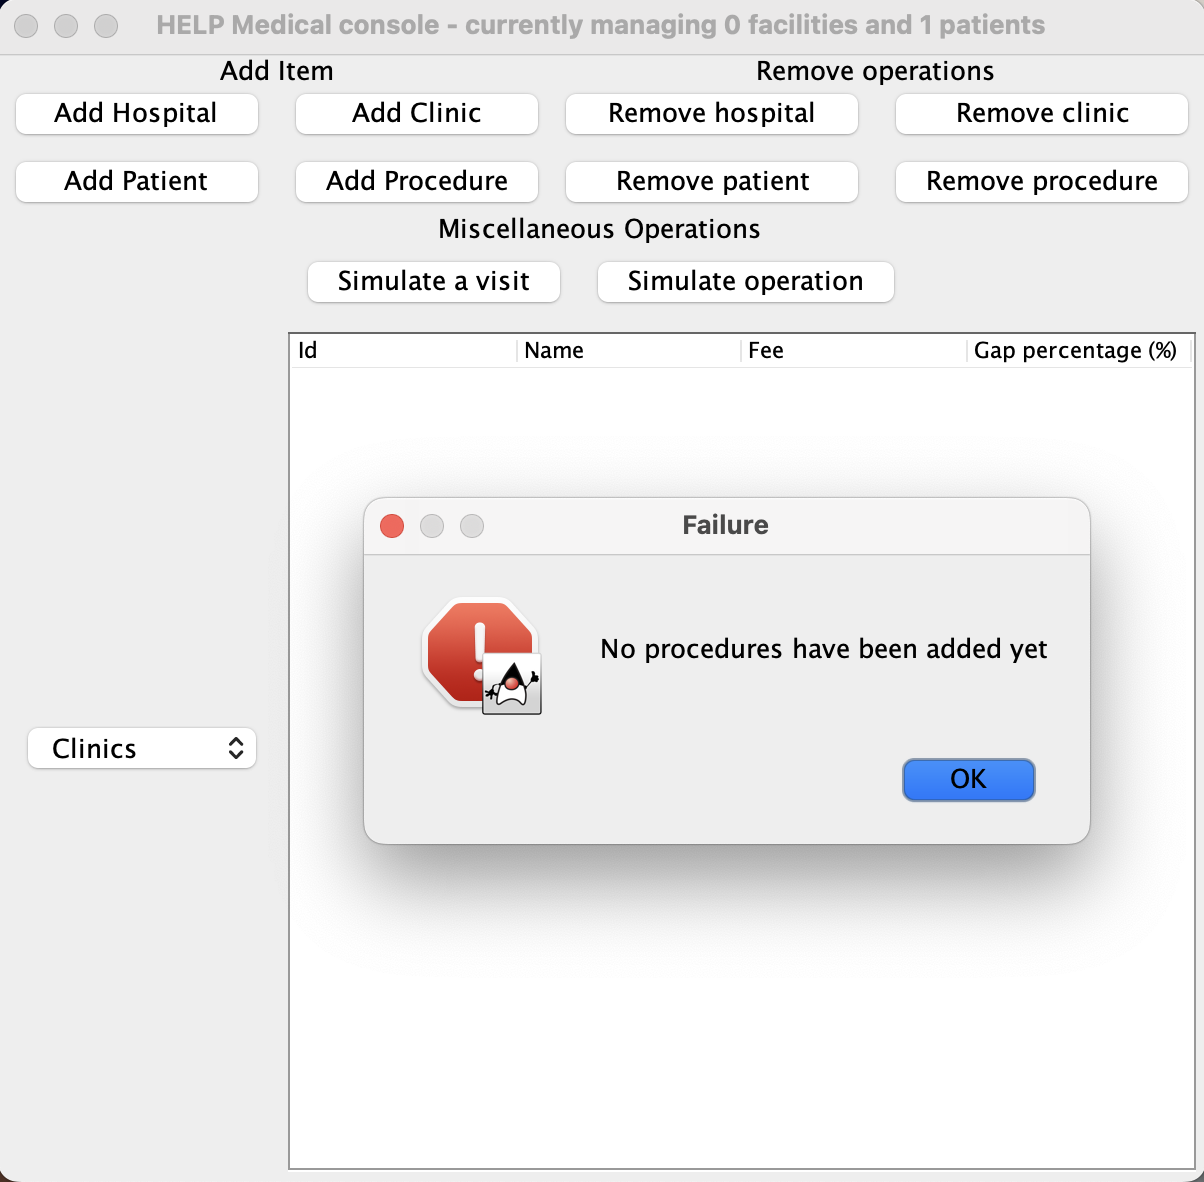 HELP Medical console - currently managing 0 facilities and 1 patients
Add Item Remove operations
Add Hospital Add Clinic Remove hospital Remove clinic
Add Patient Add Procedure Remove patient Remove procedure
Miscellaneous Operations
Simulate a visit Simulate operation
Id Name Fee Gap percentage (%)
Failure
No procedures have been added yet
Clinics
OK